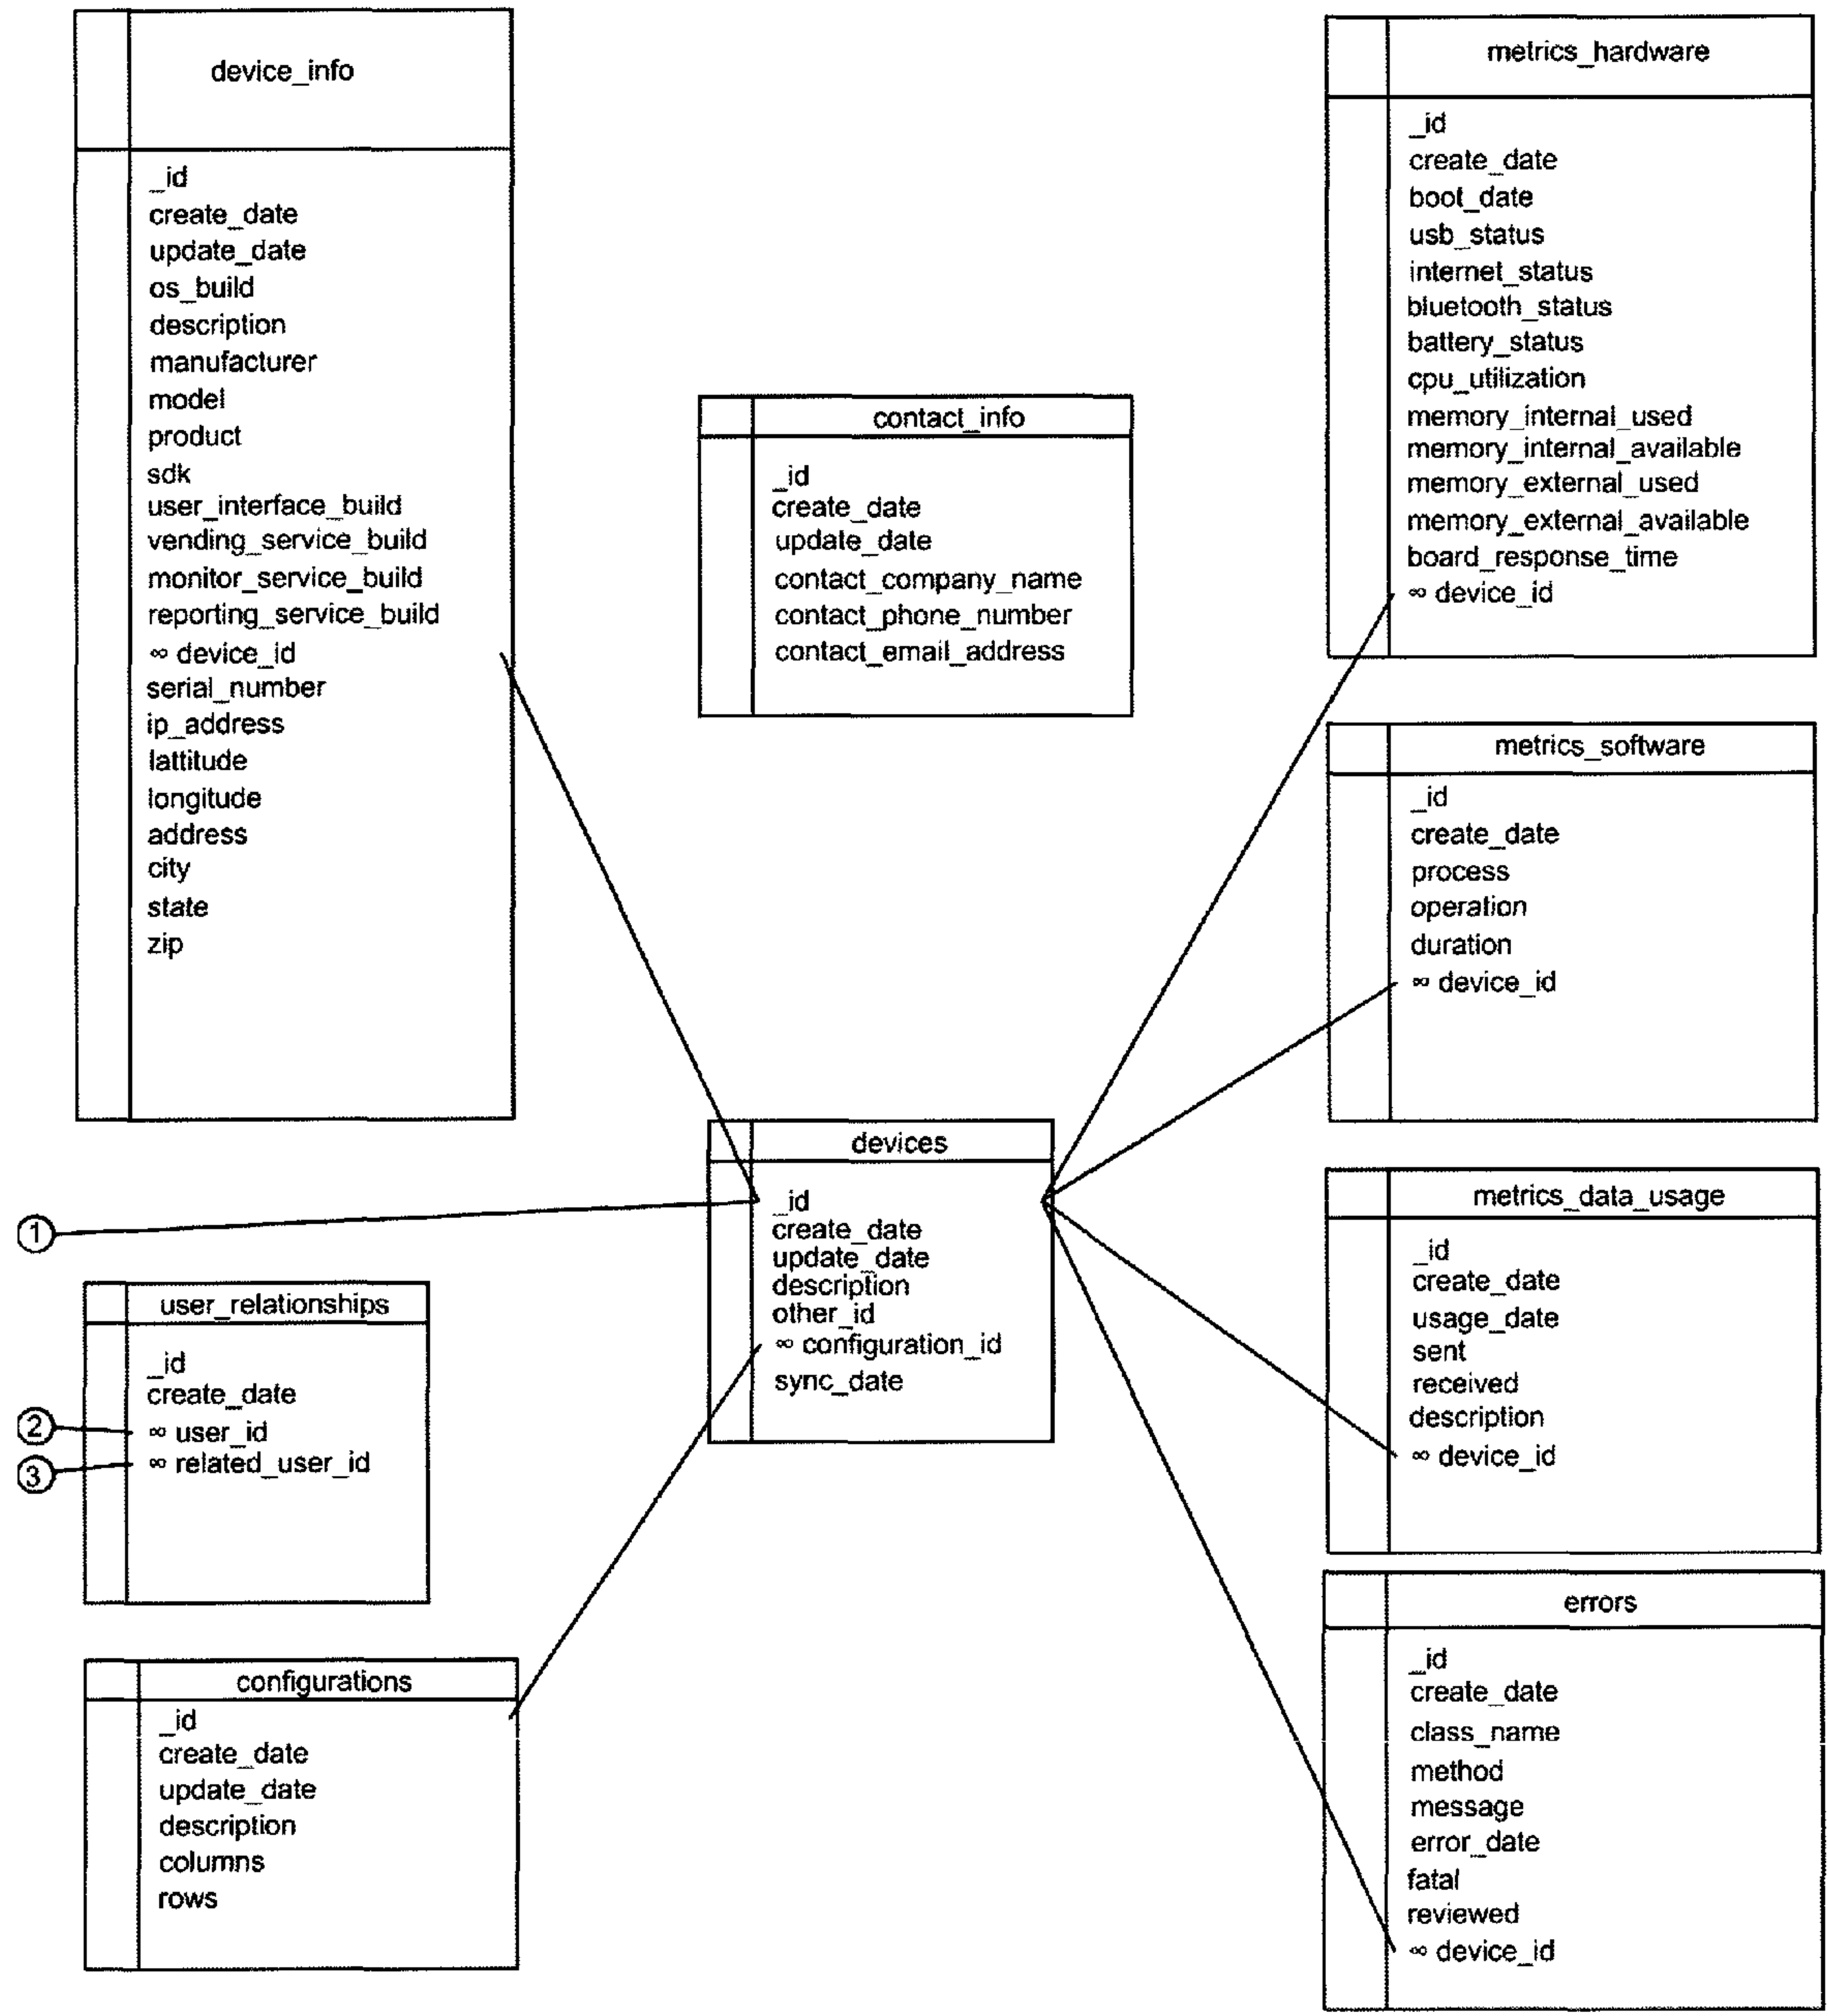 device_info
_id
create_date
update_date
os_build
description
manufacturer
model
product
sdk
user_interface_build
vending_service_build
monitor_service_build
reporting_service_build
∞ device_id
serial_number
ip_address
lattitude
longitude
address
city
state
zip
contact_info
_id
create_date
update_date
contact_company_name
contact_phone_number
contact_email_address
metrics_hardware
_id
create_date
boot_date
usb_status
internet_status
bluetooth_status
battery_status
cpu_utilization
memory_internal_used
memory_internal_available
memory_external_used
memory_external_available
board_response_time
∞ device_id
metrics_software
_id
create_date
process
operation
duration
∞ device_id
devices
_id
create_date
update_date
description
other_id
∞ configuration_id
sync_date
1
user_relationships
_id
create_date
2
∞ user_id
3
∞ related_user_id
configurations
_id
create_date
update_date
description
columns
rows
metrics_data_usage
_id
create_date
usage_date
sent
received
description
∞ device_id
errors
_id
create_date
class_name
method
message
error_date
fatal
reviewed
∞ device_id